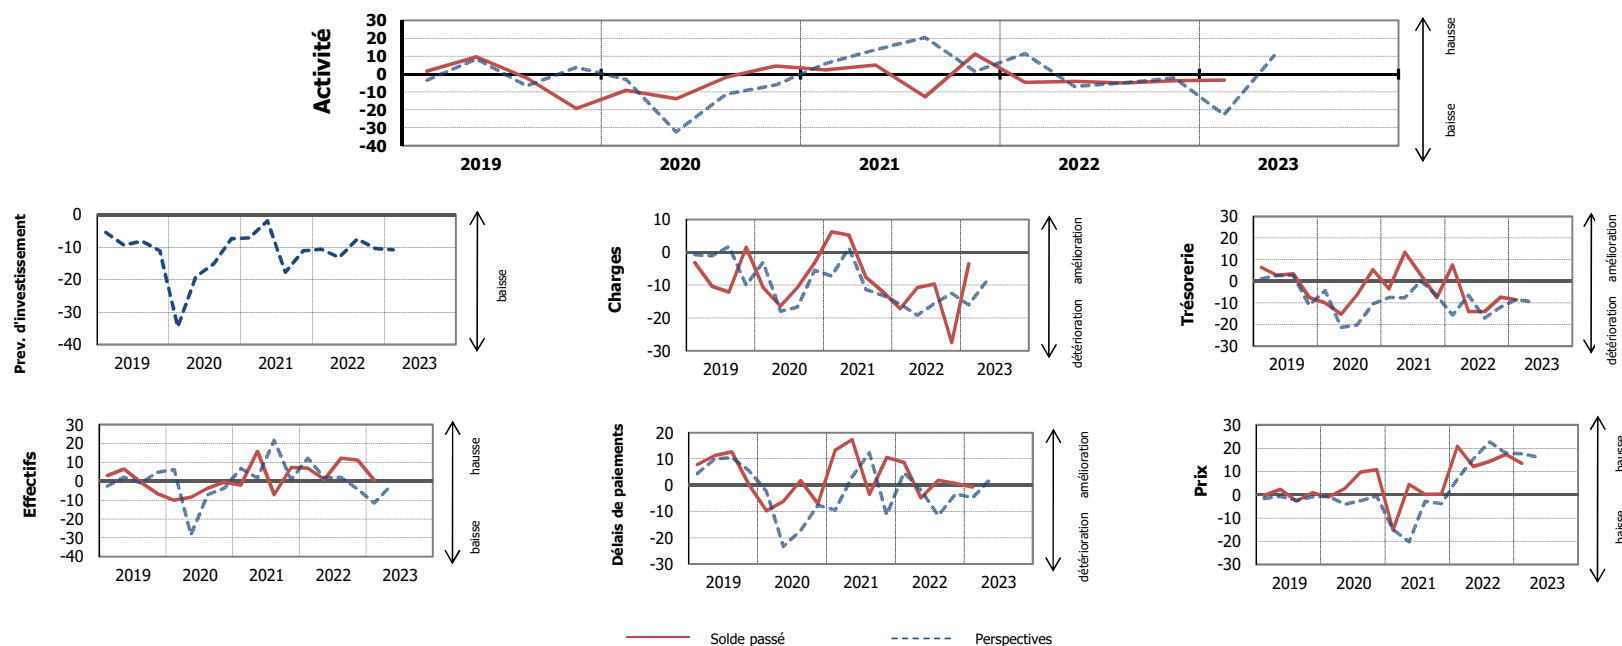 Activité
30
20
10
0
-10
-20
-30
-40
2019 2020 2021 2022 2023
hausse
baisse
Prev. d'investissement
0
-10
-20
-30
-40
2019 2020 2021 2022 2023
baisse
Charges
10
0
-10
-20
-30
2019 2020 2021 2022 2023
amélioration
détérioration
Trésorerie
30
20
10
0
-10
-20
-30
2019 2020 2021 2022 2023
amélioration
détérioration
Effectifs
30
20
10
0
-10
-20
-30
-40
2019 2020 2021 2022 2023
hausse
baisse
Délais de paiements
20
10
0
-10
-20
-30
2019 2020 2021 2022 2023
amélioration
détérioration
Prix
30
20
10
0
-10
-20
-30
2019 2020 2021 2022 2023
hausse
baisse
Solde passé Perspectives